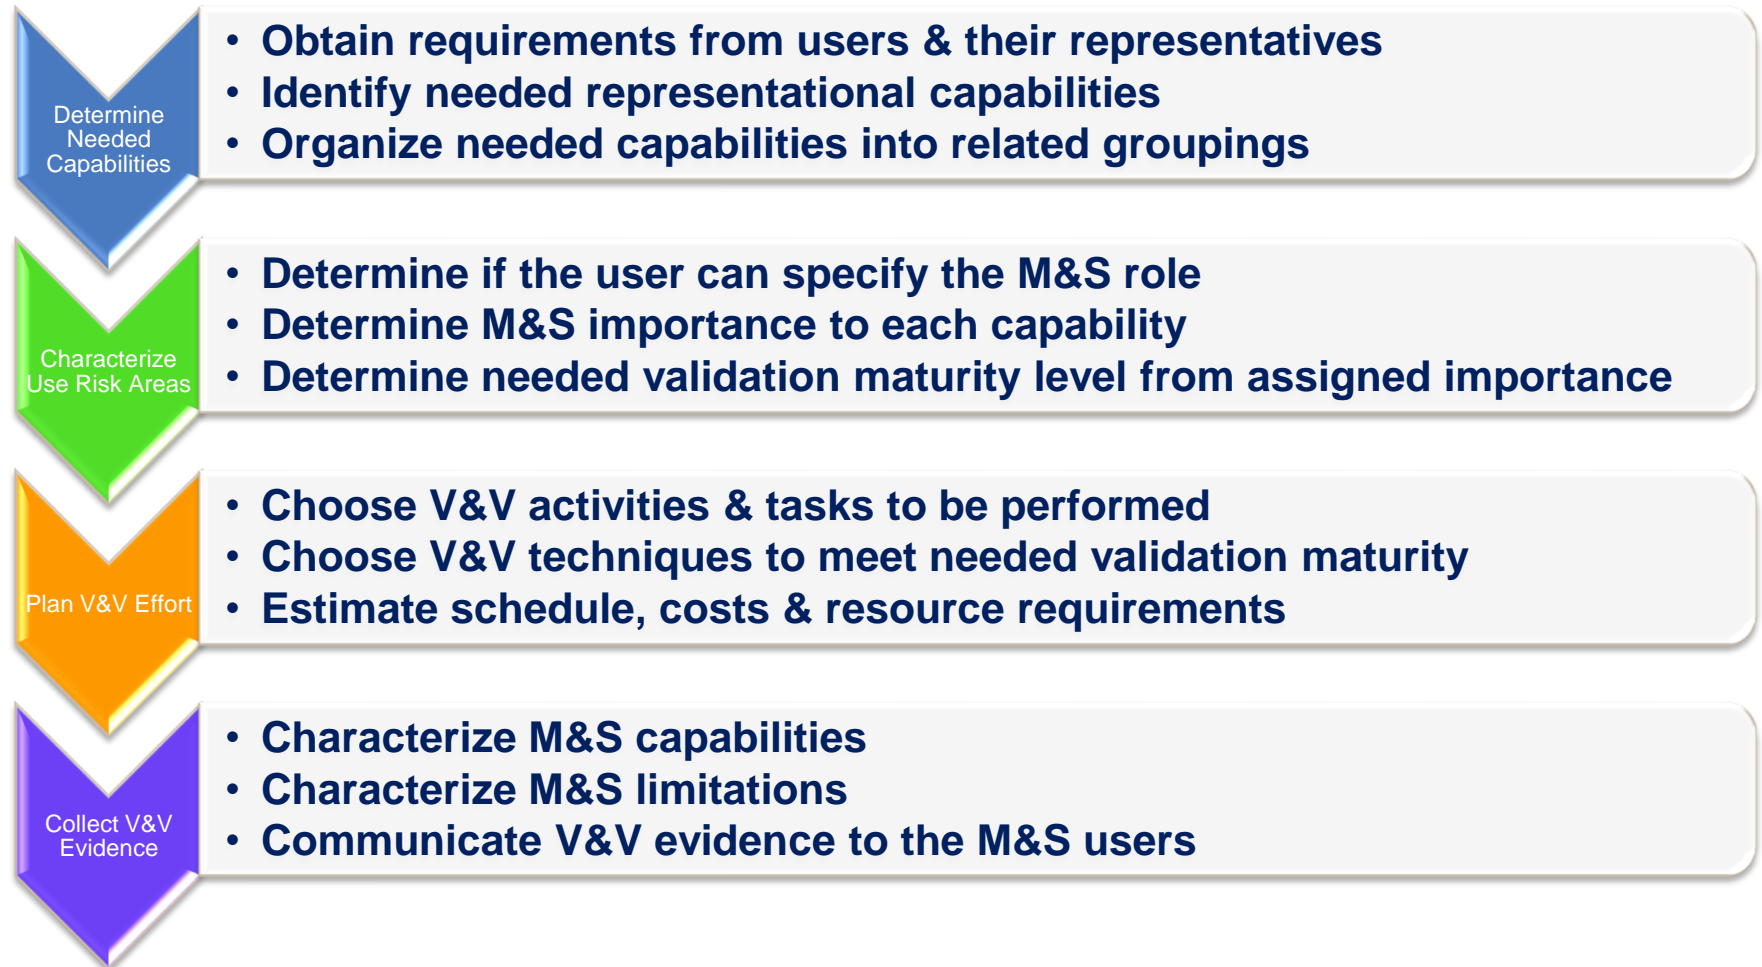 Determine
Needed
Capabilities
• Obtain requirements from users & their representatives
• Identify needed representational capabilities
• Organize needed capabilities into related groupings
Characterize
Use Risk Areas
• Determine if the user can specify the M&S role
• Determine M&S importance to each capability
• Determine needed validation maturity level from assigned importance
Plan V&V Effort
• Choose V&V activities & tasks to be performed
• Choose V&V techniques to meet needed validation maturity
• Estimate schedule, costs & resource requirements
Collect V&V
Evidence
• Characterize M&S capabilities
• Characterize M&S limitations
• Communicate V&V evidence to the M&S users